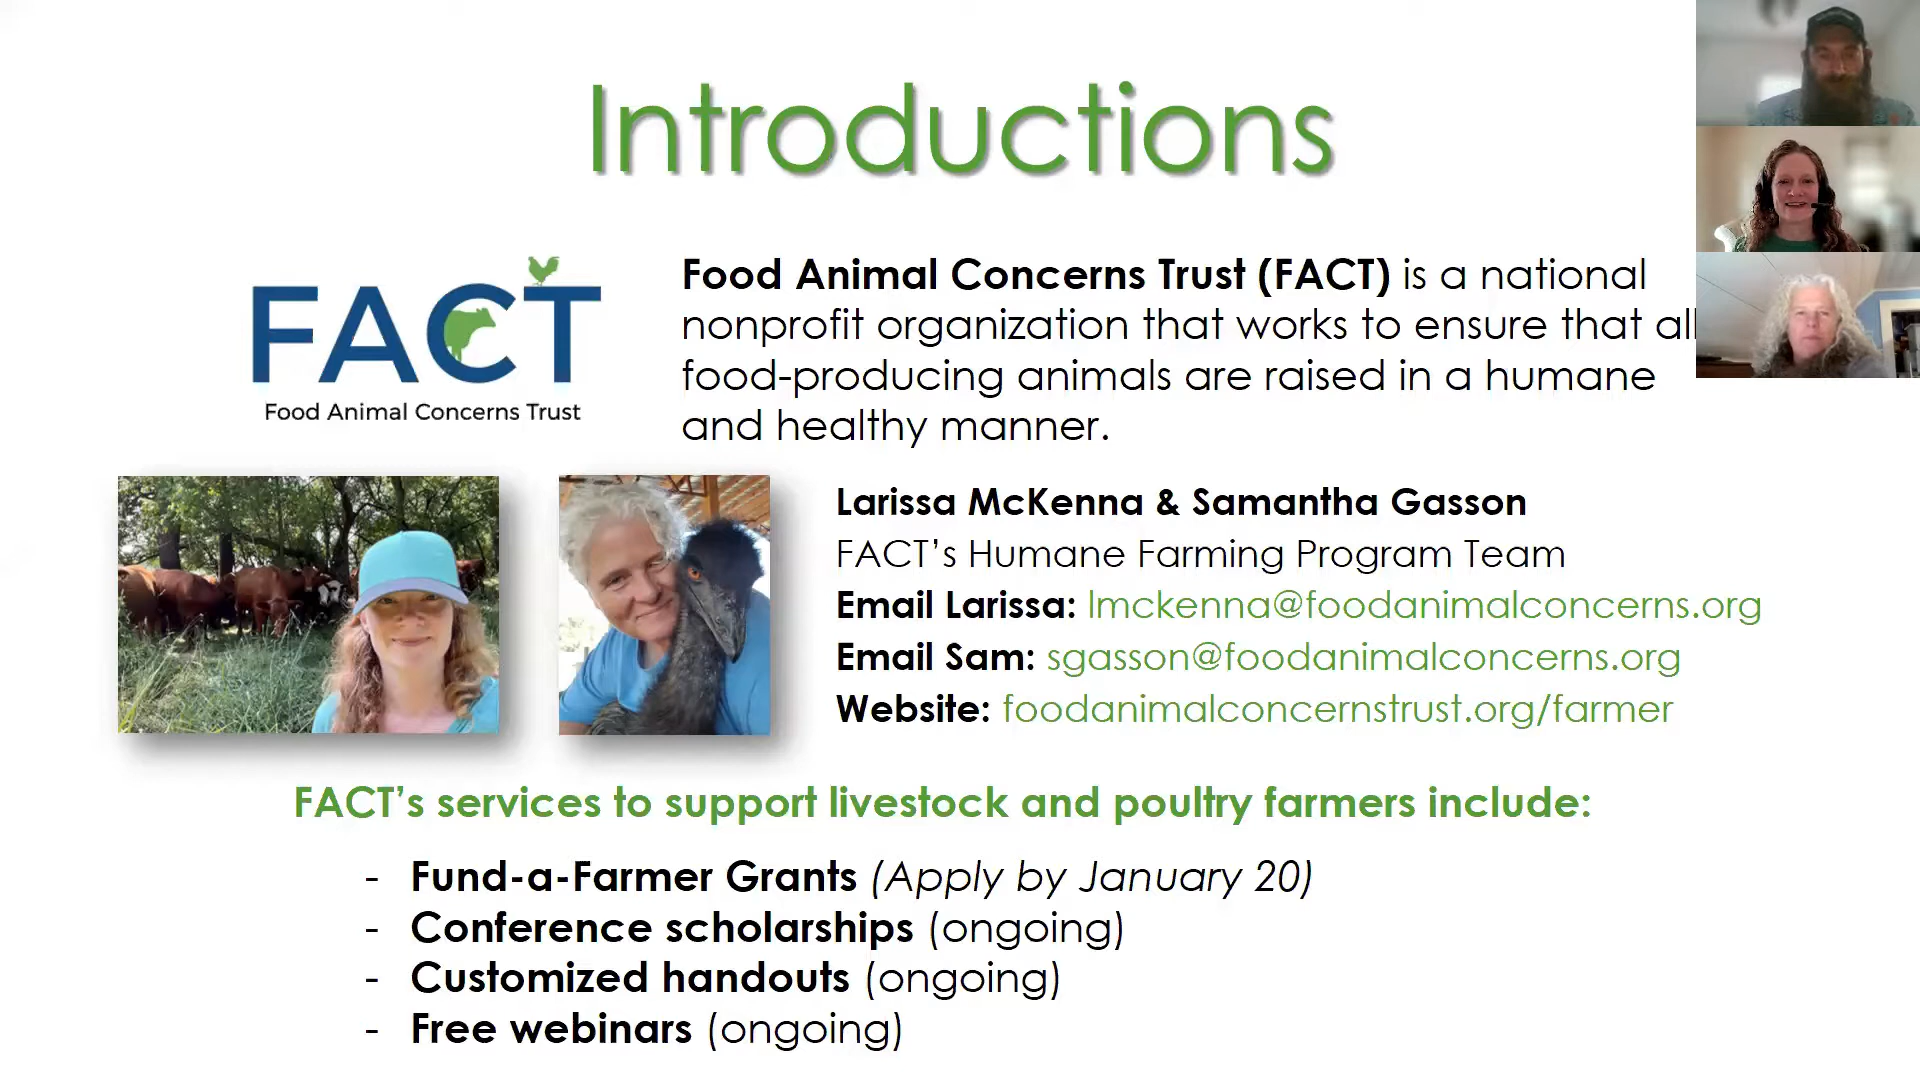 Introductions
FACT
Food Animal Concerns Trust
Food Animal Concerns Trust (FACT) is a national
nonprofit organization that works to ensure that all
food-producing animals are raised in a humane
and healthy manner.
Larissa McKenna & Samantha Gasson
FACT’s Humane Farming Program Team
Email Larissa: lmckenna@foodanimalconcerns.org
Email Sam: sgasson@foodanimalconcerns.org
Website: foodanimalconcernstrust.org/farmer
FACT’s services to support livestock and poultry farmers include:
- Fund-a-Farmer Grants (Apply by January 20)
- Conference scholarships (ongoing)
- Customized handouts (ongoing)
- Free webinars (ongoing)